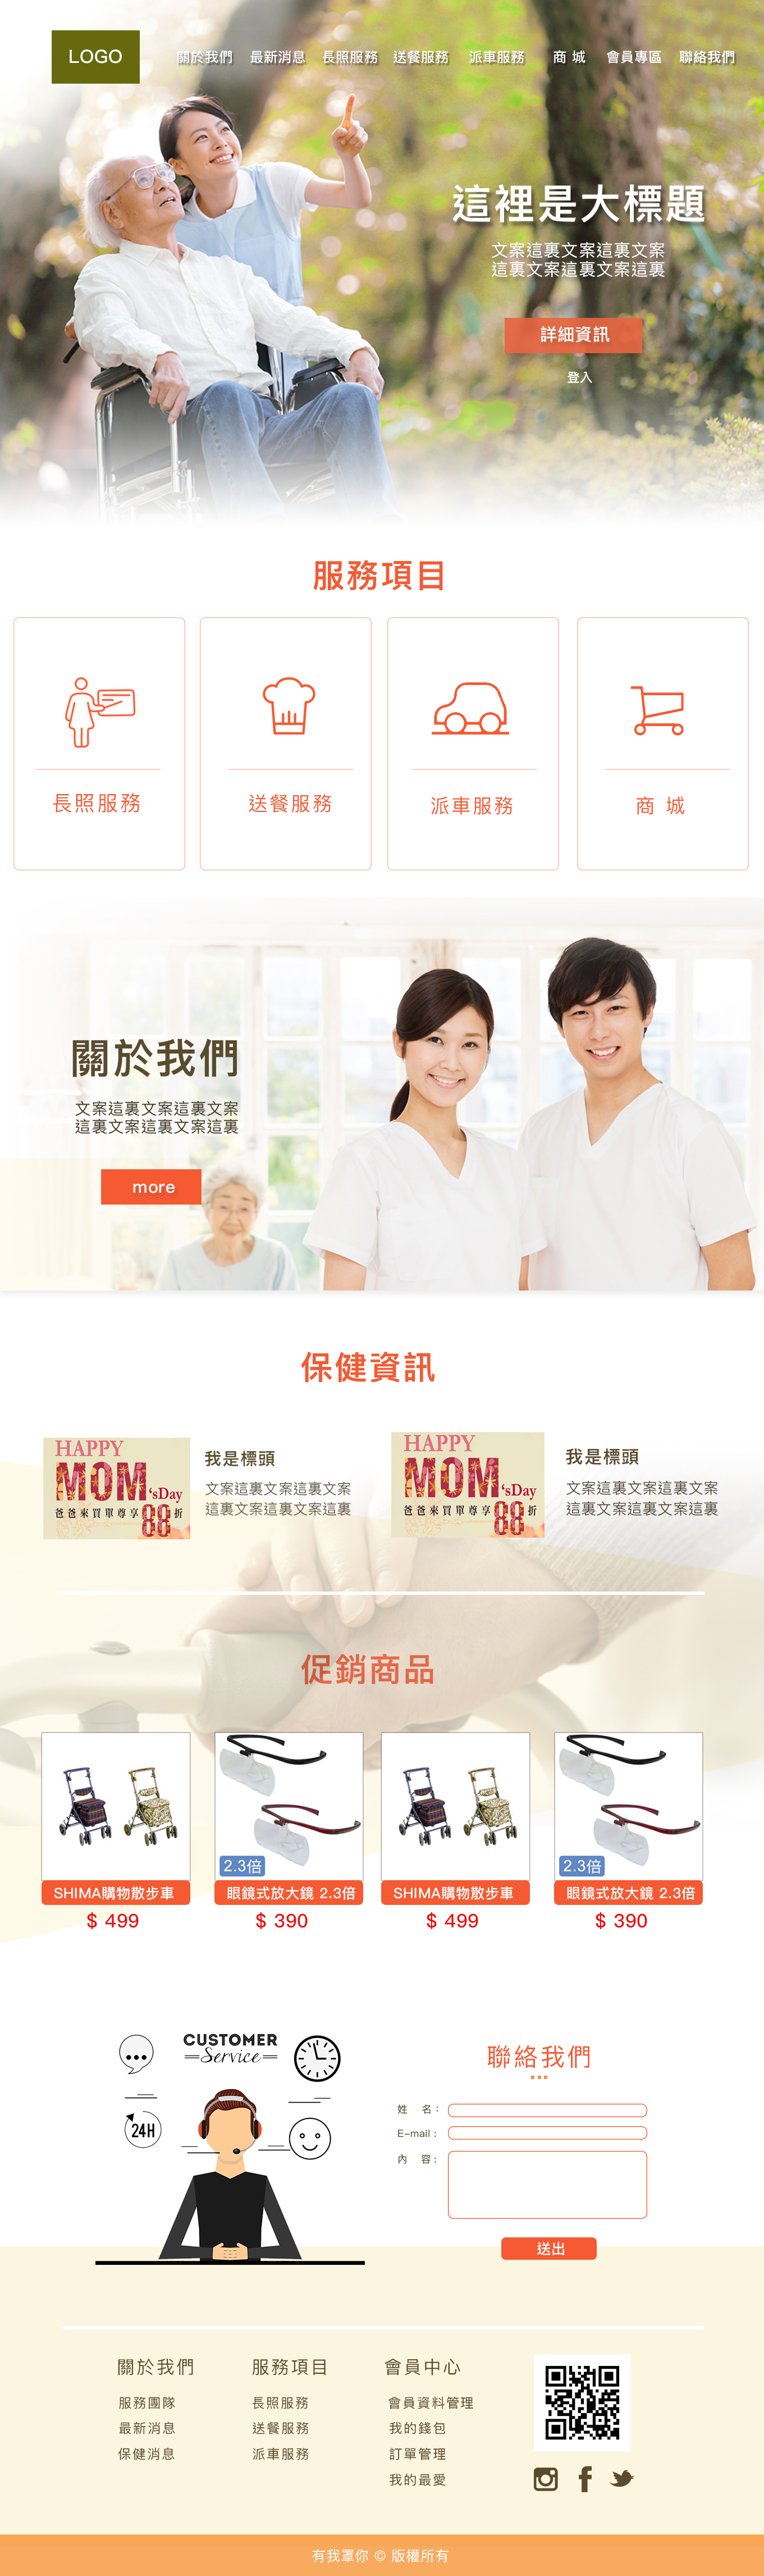 LOGO
關於我們 最新消息 長照服務 送餐服務 派車服務 商 城 會員專區 聯絡我們
這裡是大標題
文案這裏文案這裏文案
這裏文案這裏文案這裏
詳細資訊
登入
服務項目
長照服務 送餐服務 派車服務 商 城
關於我們
文案這裏文案這裏文案
這裏文案這裏文案這裏
more
保健資訊
HAPPY
MOM 'sDay
爸爸來買單尊享88折
我是標頭
文案這裏文案這裏文案
這裏文案這裏文案這裏
HAPPY
MOM 'sDay
爸爸來買單尊享88折
我是標頭
文案這裏文案這裏文案
這裏文案這裏文案這裏
促銷商品
2.3倍 2.3倍
SHIMA購物散步車 眼鏡式放大鏡 2.3倍 SHIMA購物散步車 眼鏡式放大鏡 2.3倍
$ 499 $ 390 $ 499 $ 390
CUSTOMER
Service
24H
聯絡我們
姓 名：
E-mail :
內 容：
送出
關於我們 服務項目 會員中心
服務團隊 長照服務 會員資料管理
最新消息 送餐服務 我的錢包
保健消息 派車服務 訂單管理
我的最愛
有我罩你 © 版權所有